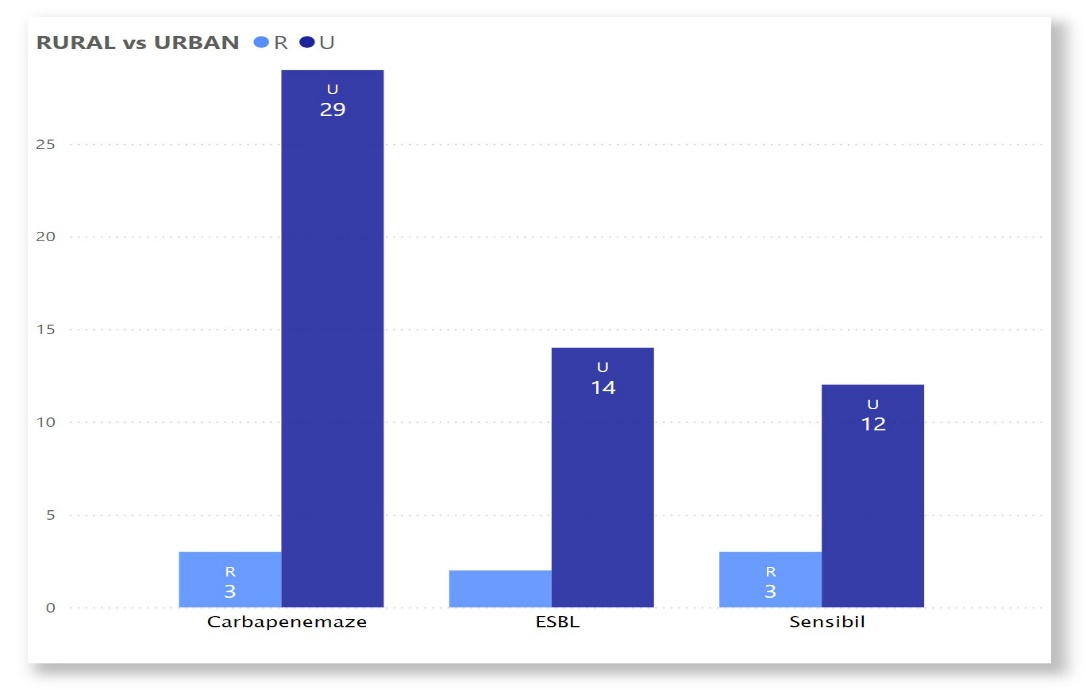 RURAL vs URBAN R U
U
29
25
20
15
U
14
U
12
10
5
R
3
R
3
0
Carbapenemaze ESBL Sensibil